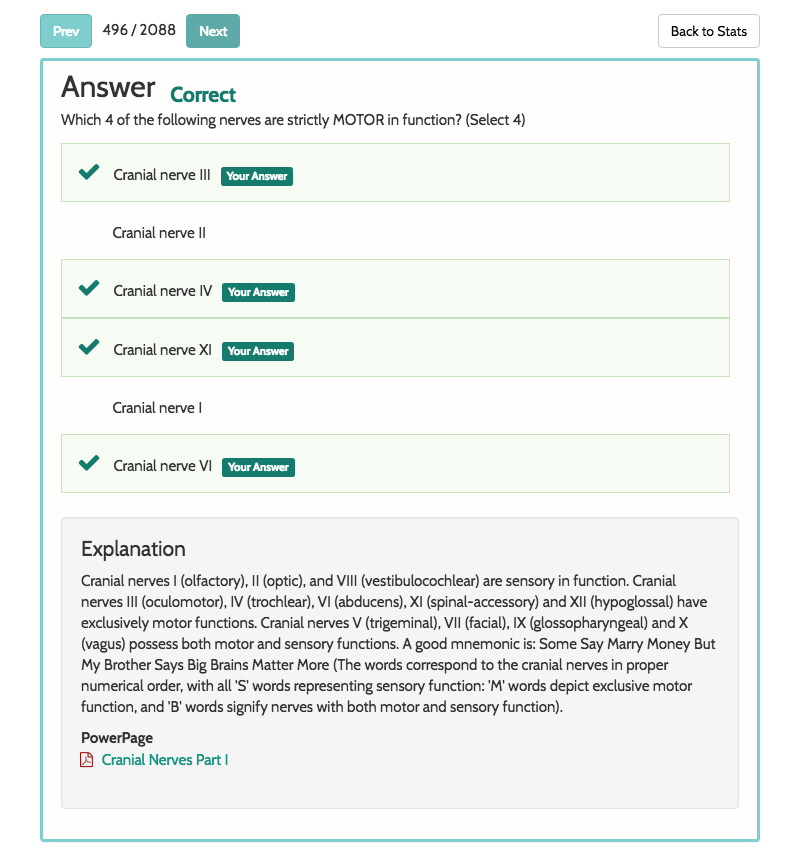 Prev 496 / 2088 Next Back to Stats
Answer Correct
Which 4 of the following nerves are strictly MOTOR in function? (Select 4)
Cranial nerve III Your Answer
Cranial nerve II
Cranial nerve IV Your Answer
Cranial nerve XI Your Answer
Cranial nerve I
Cranial nerve VI Your Answer
Explanation
Cranial nerves I (olfactory), II (optic), and VIII (vestibulocochlear) are sensory in function. Cranial
nerves III (oculomotor), IV (trochlear), VI (abducens), XI (spinal-accessory) and XII (hypoglossal) have
exclusively motor functions. Cranial nerves V (trigeminal), VII (facial), IX (glossopharyngeal) and X
(vagus) possess both motor and sensory functions. A good mnemonic is: Some Say Marry Money But
My Brother Says Big Brains Matter More (The words correspond to the cranial nerves in proper
numerical order, with all 'S' words representing sensory function: 'M' words depict exclusive motor
function, and 'B' words signify nerves with both motor and sensory function).
PowerPage
Cranial Nerves Part I